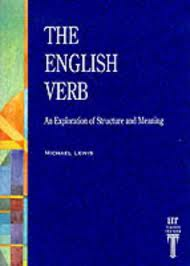 THE
ENGLISH
VERB
An Exploration of Structure and Meaning
MICHAEL LEWIS